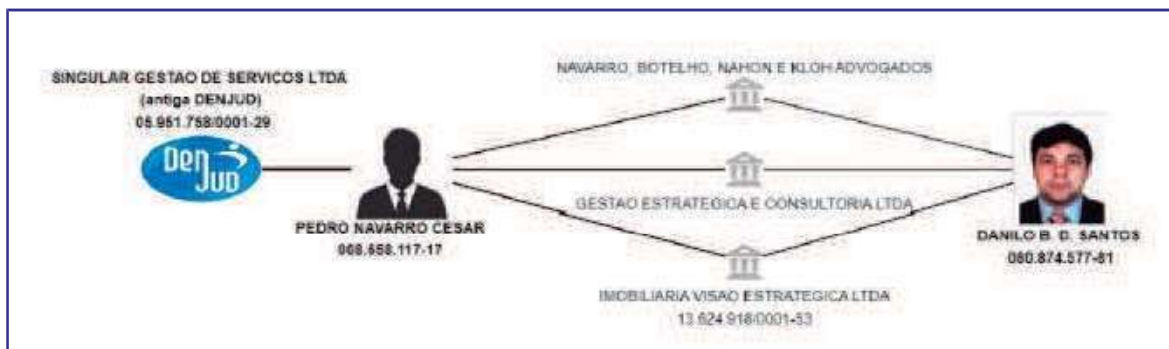 NAVARRO, BOTELHO, NAHON E KLOH ADVOGADOS
SINGULAR GESTAO DE SERVICOS LTDA
(antiga DENJUD)
05.951.758/0001-29
Den
JUD
GESTAO ESTRATEGICA E CONSULTORIA LTDA
PEDRO NAVARRO CESAR
008.658.117-17
DANILO B. D. SANTOS
080.874.577-81
IMOBILIARIA VISAO ESTRATEGICA LTDA
13.624.918/0001-53